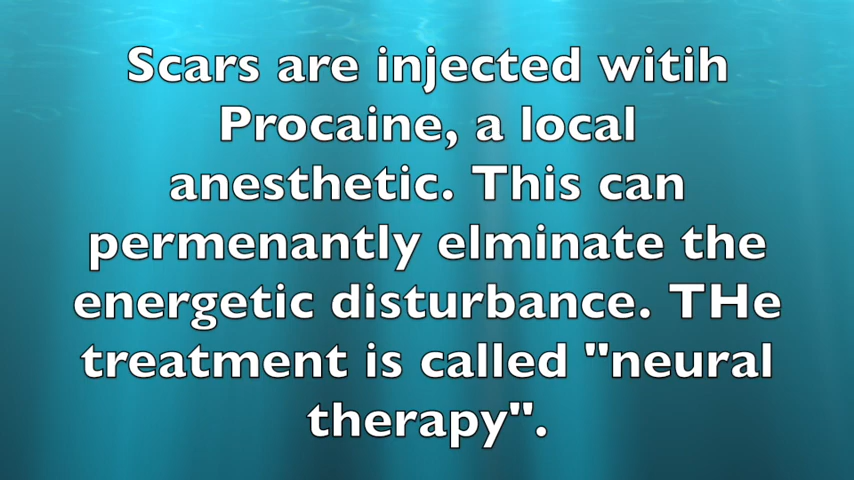 Scars are injected witih
Procaine, a local
anesthetic. This can
permenantly elminate the
energetic disturbance. THe
treatment is called "neural
therapy".